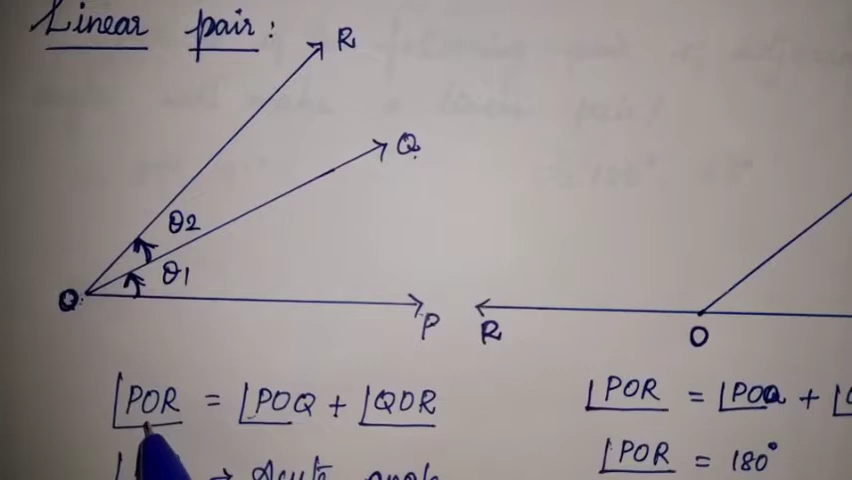 Linear pair:
R
Q
θ2
θ1
O
P
R
O
∠POR = ∠POQ + ∠QOR
∠POR = ∠POQ +
∠POR = 180°
→ Acute angle